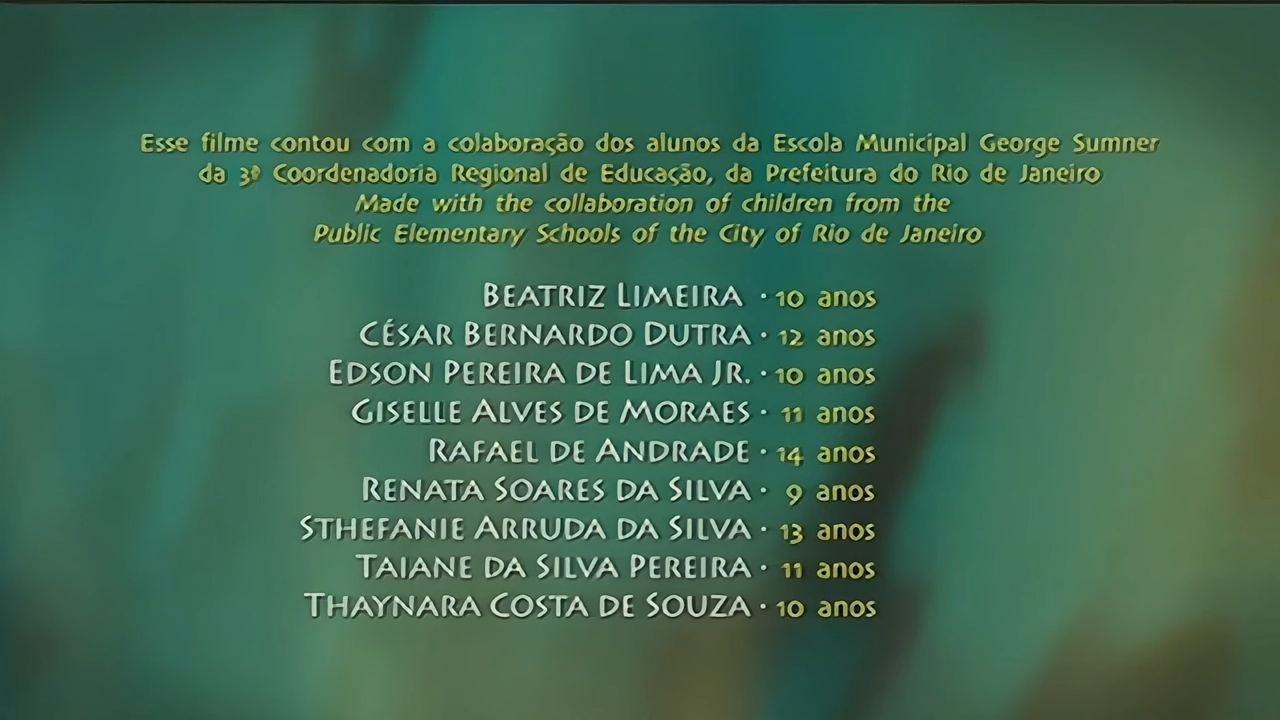 Esse filme contou com a colaboração dos alunos da Escola Municipal George Sumner
da 3ª Coordenadoria Regional de Educação, da Prefeitura do Rio de Janeiro
Made with the collaboration of children from the
Public Elementary Schools of the City of Rio de Janeiro
BEATRIZ LIMEIRA · 10 anos
CÉSAR BERNARDO DUTRA · 12 anos
EDSON PEREIRA DE LIMA JR. · 10 anos
GISELLE ALVES DE MORAES · 11 anos
RAFAEL DE ANDRADE · 14 anos
RENATA SOARES DA SILVA · 9 anos
STHEFANIE ARRUDA DA SILVA · 13 anos
TAIANE DA SILVA PEREIRA · 11 anos
THAYNARA COSTA DE SOUZA · 10 anos